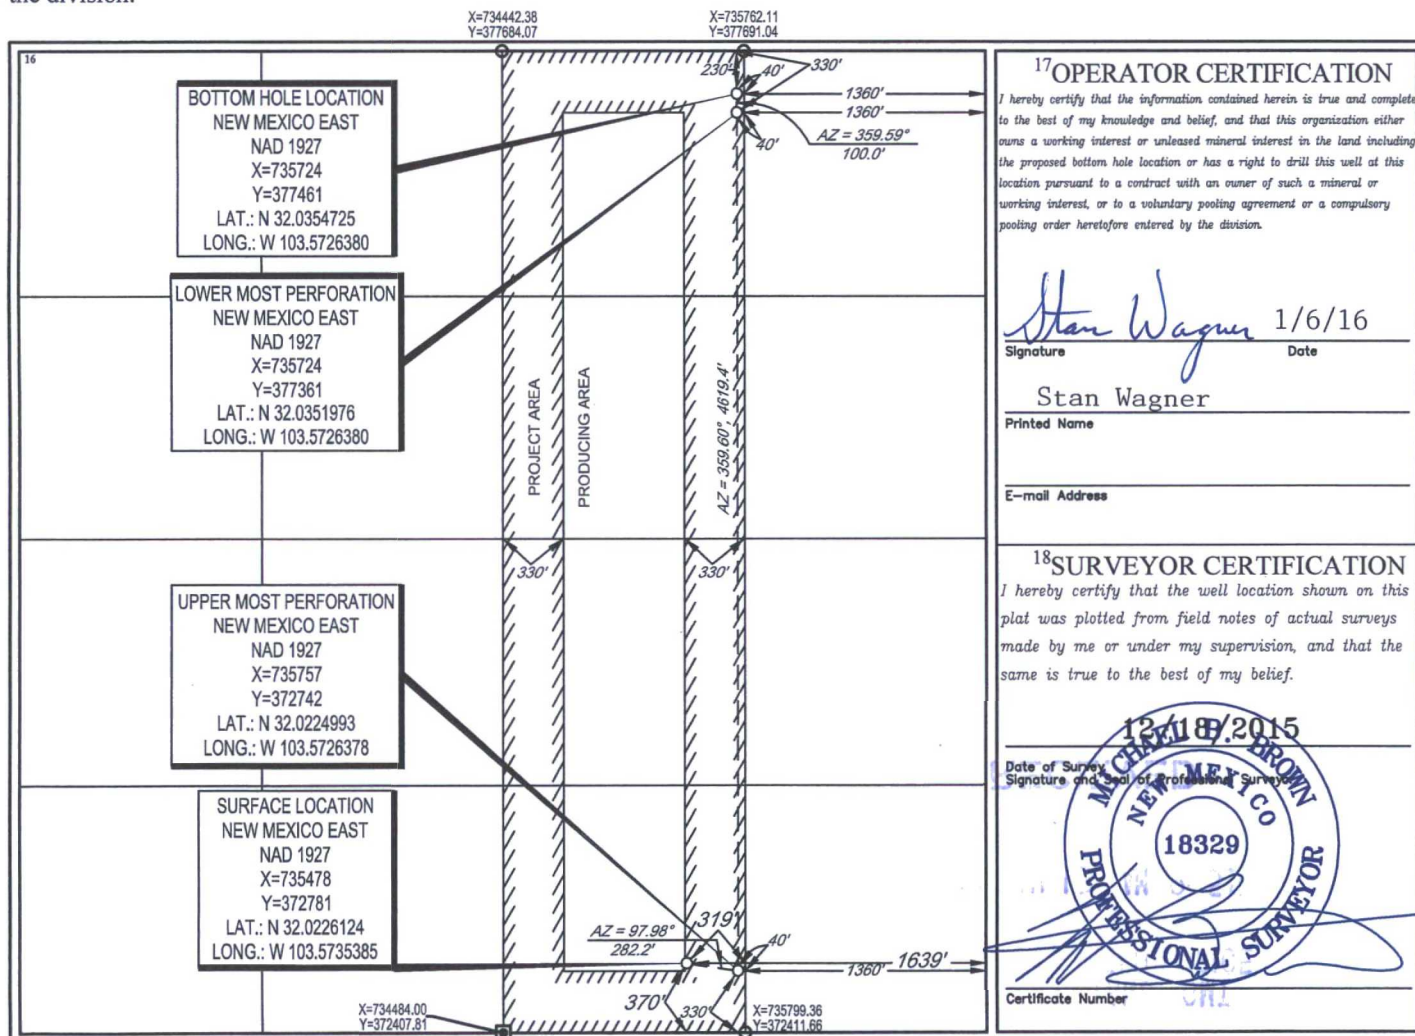 the division.
X=734442.38
Y=377684.07
X=735762.11
Y=377691.04
16
BOTTOM HOLE LOCATION
NEW MEXICO EAST
NAD 1927
X=735724
Y=377461
LAT.: N 32.0354725
LONG.: W 103.5726380
LOWER MOST PERFORATION
NEW MEXICO EAST
NAD 1927
X=735724
Y=377361
LAT.: N 32.0351976
LONG.: W 103.5726380
UPPER MOST PERFORATION
NEW MEXICO EAST
NAD 1927
X=735757
Y=372742
LAT.: N 32.0224993
LONG.: W 103.5726378
SURFACE LOCATION
NEW MEXICO EAST
NAD 1927
X=735478
Y=372781
LAT.: N 32.0226124
LONG.: W 103.5735385
230'
40'
330'
1360'
1360'
40'
AZ = 359.59°
100.0'
PROJECT AREA
PRODUCING AREA
AZ = 359.60°, 4619.4'
330'
330'
AZ = 97.98°
282.2'
319'
40'
1639'
1360'
370'
330'
X=734484.00
Y=372407.81
X=735799.36
Y=372411.66
17 OPERATOR CERTIFICATION
I hereby certify that the information contained herein is true and complete
to the best of my knowledge and belief, and that this organization either
owns a working interest or unleased mineral interest in the land including
the proposed bottom hole location or has a right to drill this well at this
location pursuant to a contract with an owner of such a mineral or
working interest, or to a voluntary pooling agreement or a compulsory
pooling order heretofore entered by the division.
Stan Wagner 1/6/16
Signature Date
Stan Wagner
Printed Name
E-mail Address
18 SURVEYOR CERTIFICATION
I hereby certify that the well location shown on this
plat was plotted from field notes of actual surveys
made by me or under my supervision, and that the
same is true to the best of my belief.
12/18/2015
Date of Survey
Signature and Seal of Professional Surveyor
MICHAEL B. BROWN
NEW MEXICO
18329
PROFESSIONAL SURVEYOR
Certificate Number